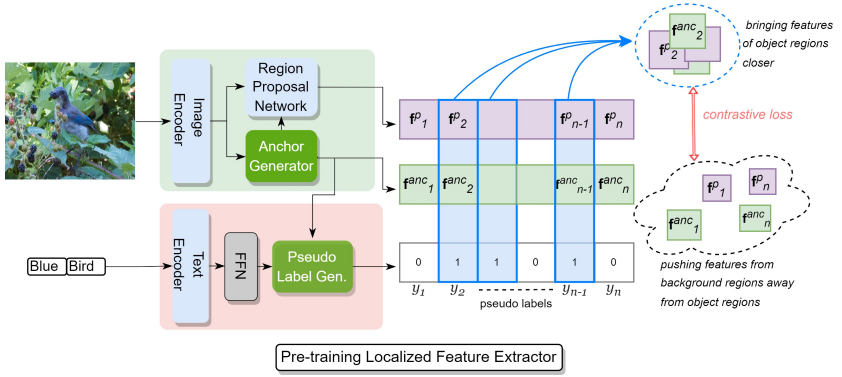 Image
Encoder
Region
Proposal
Network
Anchor
Generator
Blue Bird
Text
Encoder
FFN
Pseudo
Label Gen.
f^p_1 f^p_2 f^p_n-1 f^p_n
f^anc_1 f^anc_2 f^anc_n-1 f^anc_n
0 1 1 0 1 0
y_1 y_2 y_n-1 y_n
pseudo labels
f^anc_2
f^p_2
bringing features
of object regions
closer
contrastive loss
f^p_1 f^p_n
f^anc_1 f^anc_n
pushing features from
background regions away
from object regions
Pre-training Localized Feature Extractor